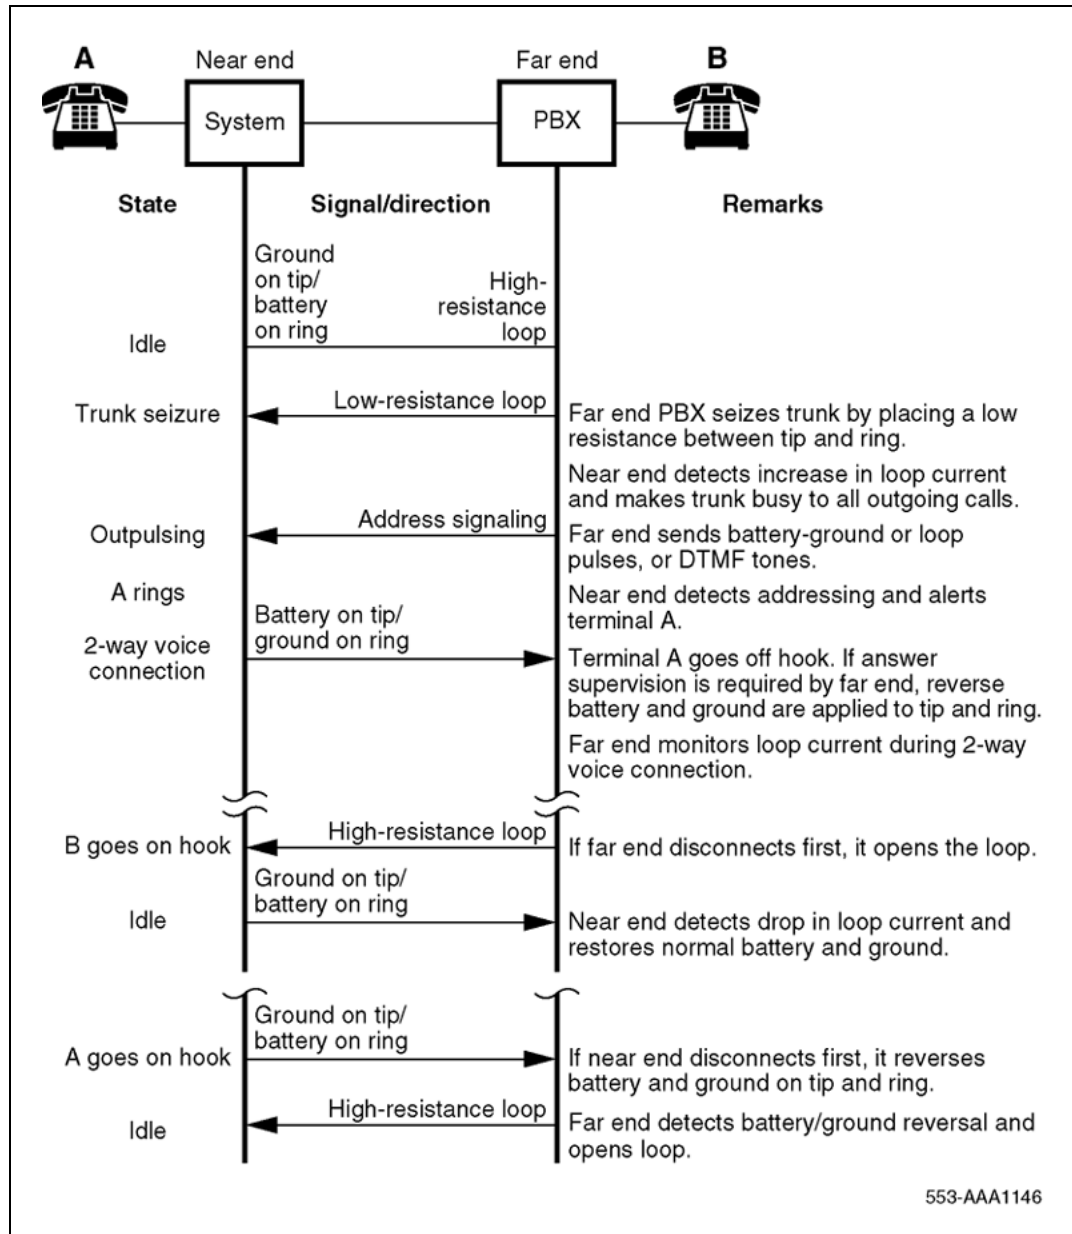 A
Near end
Far end
B
System
PBX
State
Signal/direction
Remarks
Ground
on tip/
battery
on ring
High-
resistance
loop
Idle
Trunk seizure
Low-resistance loop
Far end PBX seizes trunk by placing a low
resistance between tip and ring.
Near end detects increase in loop current
and makes trunk busy to all outgoing calls.
Outpulsing
Address signaling
Far end sends battery-ground or loop
pulses, or DTMF tones.
A rings
Near end detects addressing and alerts
terminal A.
2-way voice
connection
Battery on tip/
ground on ring
Terminal A goes off hook. If answer
supervision is required by far end, reverse
battery and ground are applied to tip and ring.
Far end monitors loop current during 2-way
voice connection.
B goes on hook
High-resistance loop
If far end disconnects first, it opens the loop.
Idle
Ground on tip/
battery on ring
Near end detects drop in loop current and
restores normal battery and ground.
A goes on hook
Ground on tip/
battery on ring
If near end disconnects first, it reverses
battery and ground on tip and ring.
Idle
High-resistance loop
Far end detects battery/ground reversal and
opens loop.
553-AAA1146